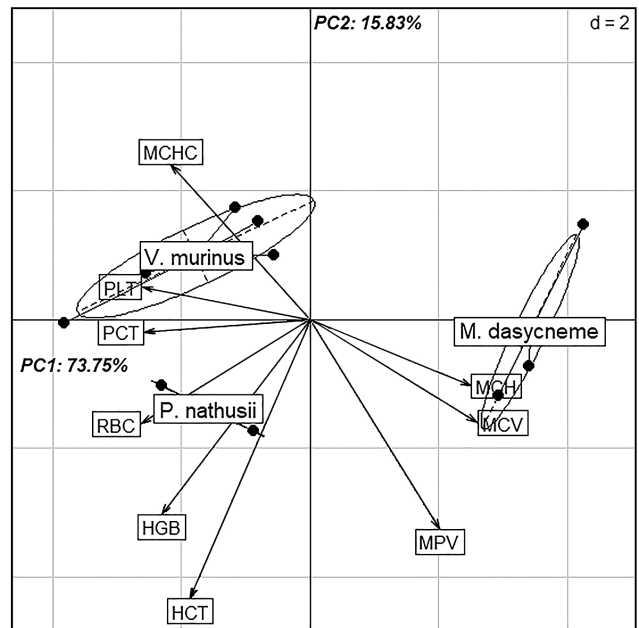 PC2: 15.83%
d = 2
MCHC
V. murinus
PLT
PCT
M. dasycneme
PC1: 73.75%
MCH
P. nathusii
RBC
MCV
HGB
MPV
HCT